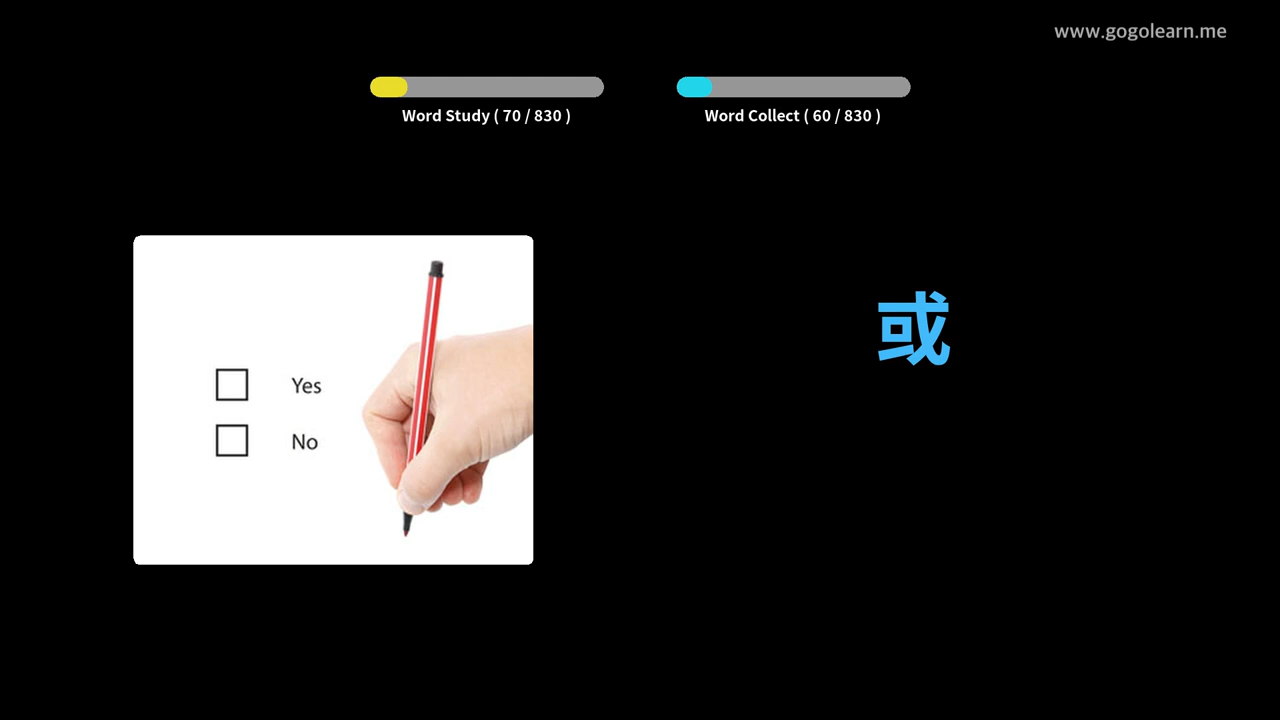 www.gogolearn.me
Word Study ( 70 / 830 )
Word Collect ( 60 / 830 )
Yes
No
或